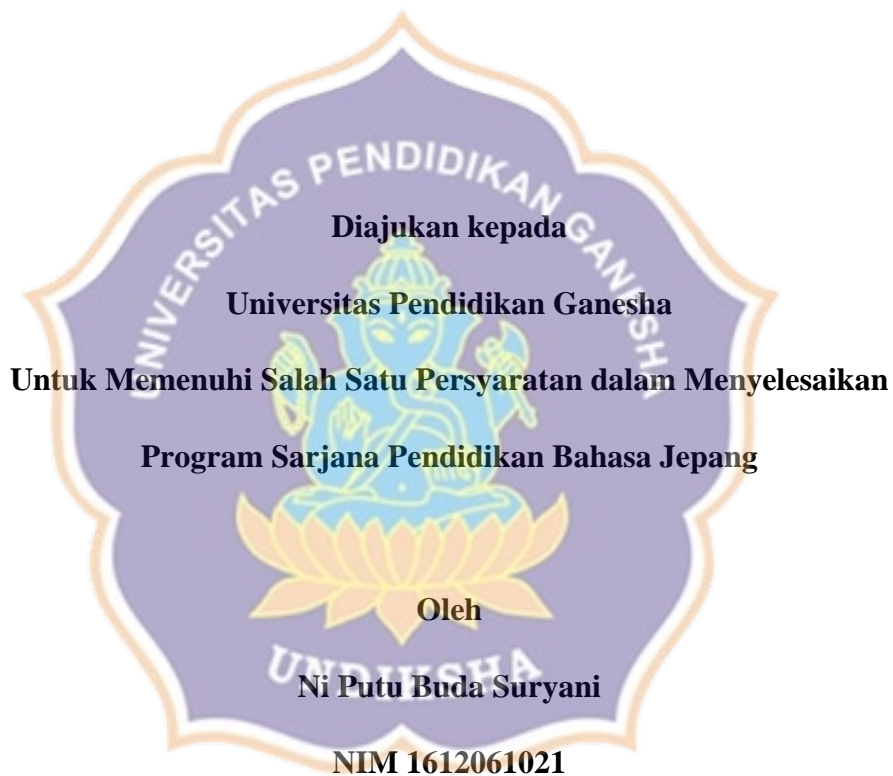 UNIVERSITAS PENDIDIKAN GANESHA
Diajukan kepada
Universitas Pendidikan Ganesha
Untuk Memenuhi Salah Satu Persyaratan dalam Menyelesaikan
Program Sarjana Pendidikan Bahasa Jepang
Oleh
UNDIKSHA
Ni Putu Buda Suryani
NIM 1612061021